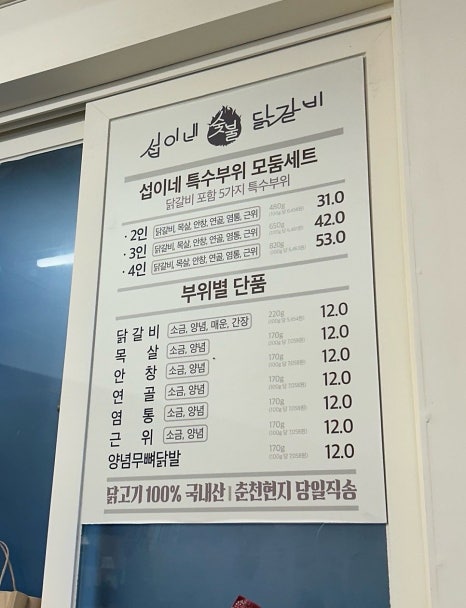 섭이네 숯불 닭갈비
섭이네 특수부위 모둠세트
닭갈비 포함 5가지 특수부위
· 2인 닭갈비, 목살, 안창, 연골, 염통, 근위 480g 31.0
· 3인 닭갈비, 목살, 안창, 연골, 염통, 근위 650g 42.0
· 4인 닭갈비, 목살, 안창, 연골, 염통, 근위 820g 53.0
부위별 단품
닭갈비 소금, 양념, 매운, 간장 220g 12.0
목살 소금, 양념 170g 12.0
안창 소금, 양념 170g 12.0
연골 소금, 양념 170g 12.0
염통 소금, 양념 170g 12.0
근위 소금, 양념 170g 12.0
양념무뼈닭발 170g 12.0
닭고기 100% 국내산 | 춘천현지 당일직송